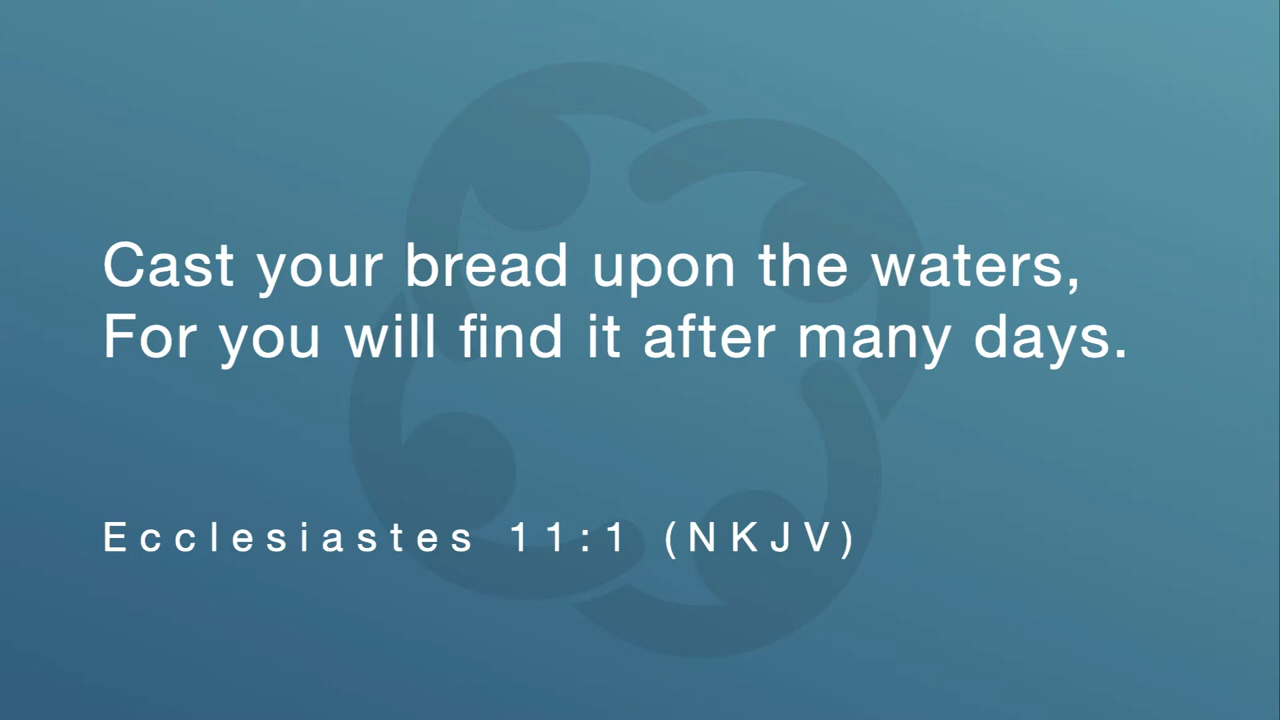 Cast your bread upon the waters,
For you will find it after many days.
Ecclesiastes 11:1 (NKJV)